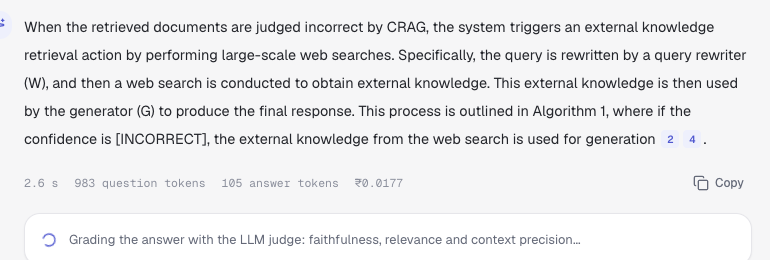 When the retrieved documents are judged incorrect by CRAG, the system triggers an external knowledge
retrieval action by performing large-scale web searches. Specifically, the query is rewritten by a query rewriter
(W), and then a web search is conducted to obtain external knowledge. This external knowledge is then used
by the generator (G) to produce the final response. This process is outlined in Algorithm 1, where if the
confidence is [INCORRECT], the external knowledge from the web search is used for generation 2 4 .
2.6 s 983 question tokens 105 answer tokens ₹0.0177 Copy
Grading the answer with the LLM judge: faithfulness, relevance and context precision...